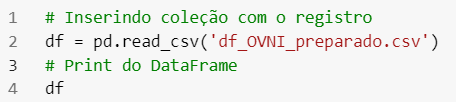 1 # Inserindo coleção com o registro
2 df = pd.read_csv('df_OVNI_preparado.csv')
3 # Print do DataFrame
4 df